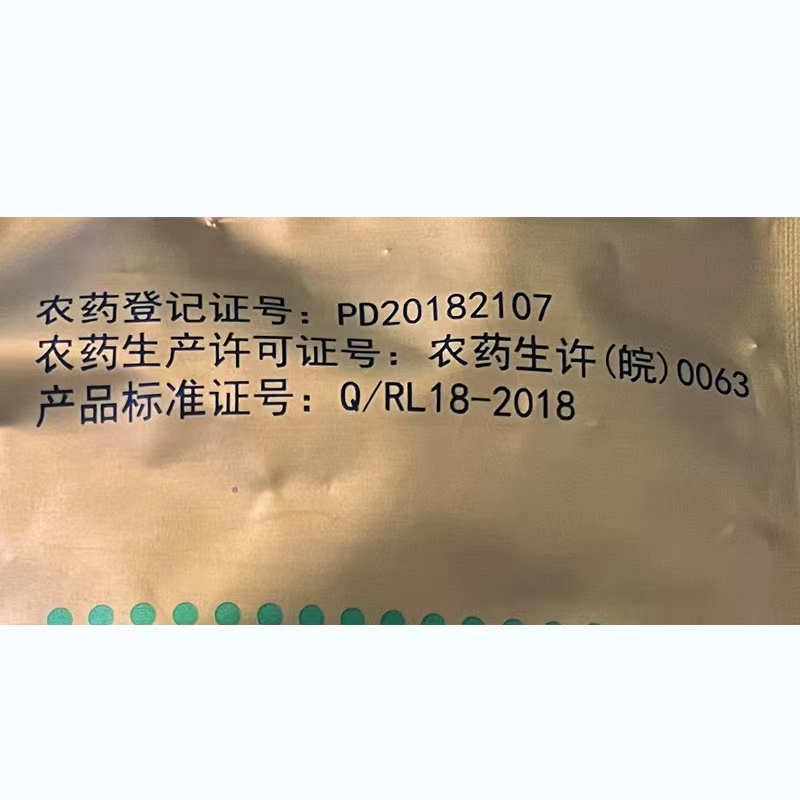 农药登记证号：PD20182107
农药生产许可证号：农药生许(皖)0063
产品标准证号：Q/RL18-2018